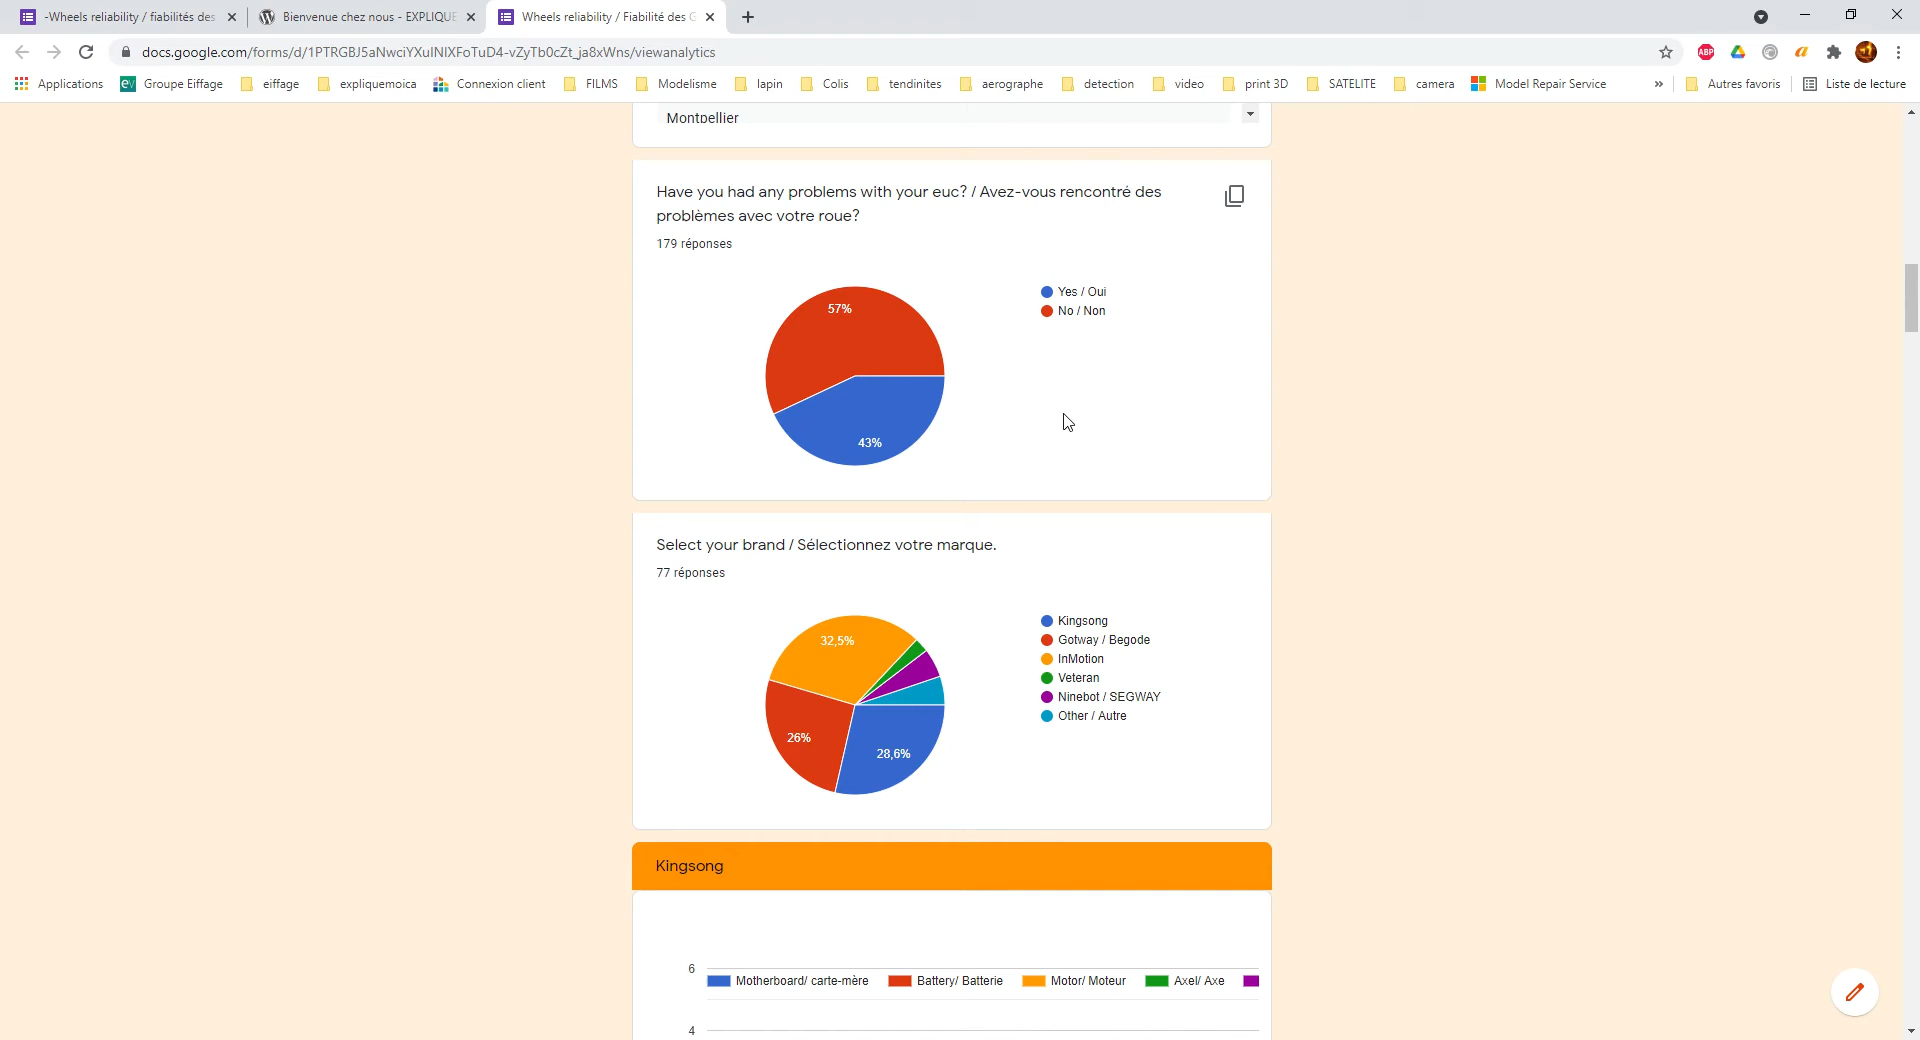 -Wheels reliability / fiabilités des
Bienvenue chez nous - EXPLIQUE
Wheels reliability / Fiabilité des G
docs.google.com/forms/d/1PTRGBJ5aNwciYXuINIXFoTuD4-vZyTb0cZt_ja8xWns/viewanalytics
ABP
a
Applications
ev Groupe Eiffage
eiffage
expliquemoica
Connexion client
FILMS
Modelisme
lapin
Colis
tendinites
aerographe
detection
video
print 3D
SATELITE
camera
Model Repair Service
»
Autres favoris
Liste de lecture
Montpellier
Have you had any problems with your euc? / Avez-vous rencontré des
problèmes avec votre roue?
179 réponses
57%
43%
Yes / Oui
No / Non
Select your brand / Sélectionnez votre marque.
77 réponses
32,5%
26%
28,6%
Kingsong
Gotway / Begode
InMotion
Veteran
Ninebot / SEGWAY
Other / Autre
Kingsong
6
Motherboard/ carte-mère
Battery/ Batterie
Motor/ Moteur
Axel/ Axe
4